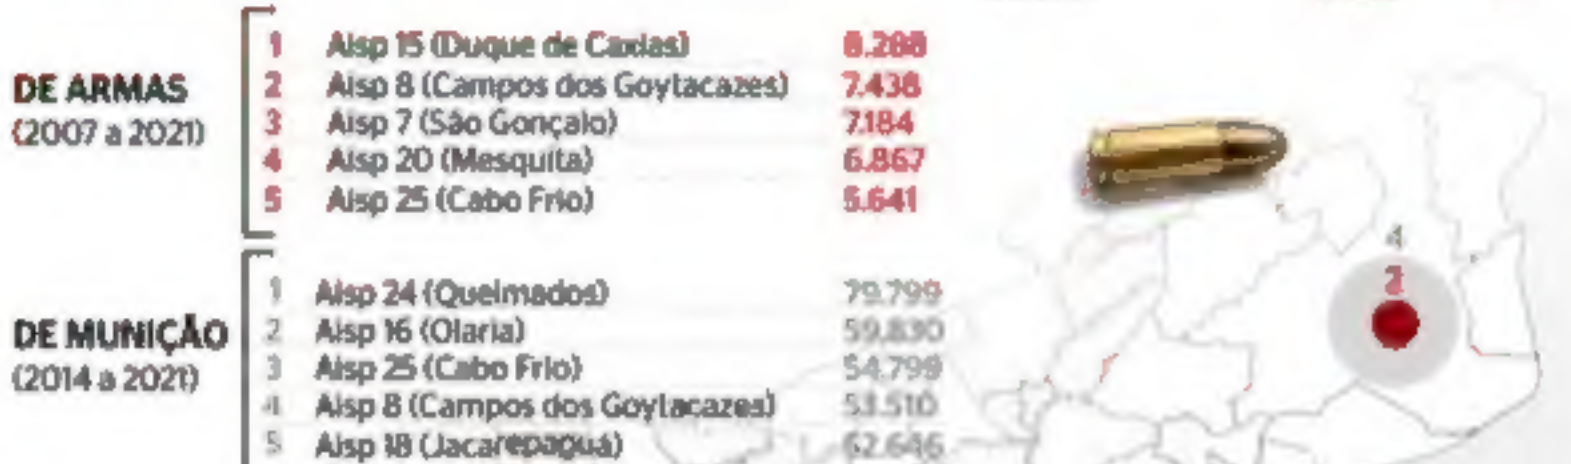 DE ARMAS
(2007 a 2021)
1 Aisp 15 (Duque de Caxias) 8.288
2 Aisp 8 (Campos dos Goytacazes) 7.438
3 Aisp 7 (São Gonçalo) 7.184
4 Aisp 20 (Mesquita) 6.867
5 Aisp 25 (Cabo Frio) 5.641
DE MUNIÇÃO
(2014 a 2021)
1 Aisp 24 (Queimados) 79.799
2 Aisp 16 (Olaria) 59.830
3 Aisp 25 (Cabo Frio) 54.799
4 Aisp 8 (Campos dos Goytacazes) 53.510
5 Aisp 18 (Jacarepaguá)
4
2